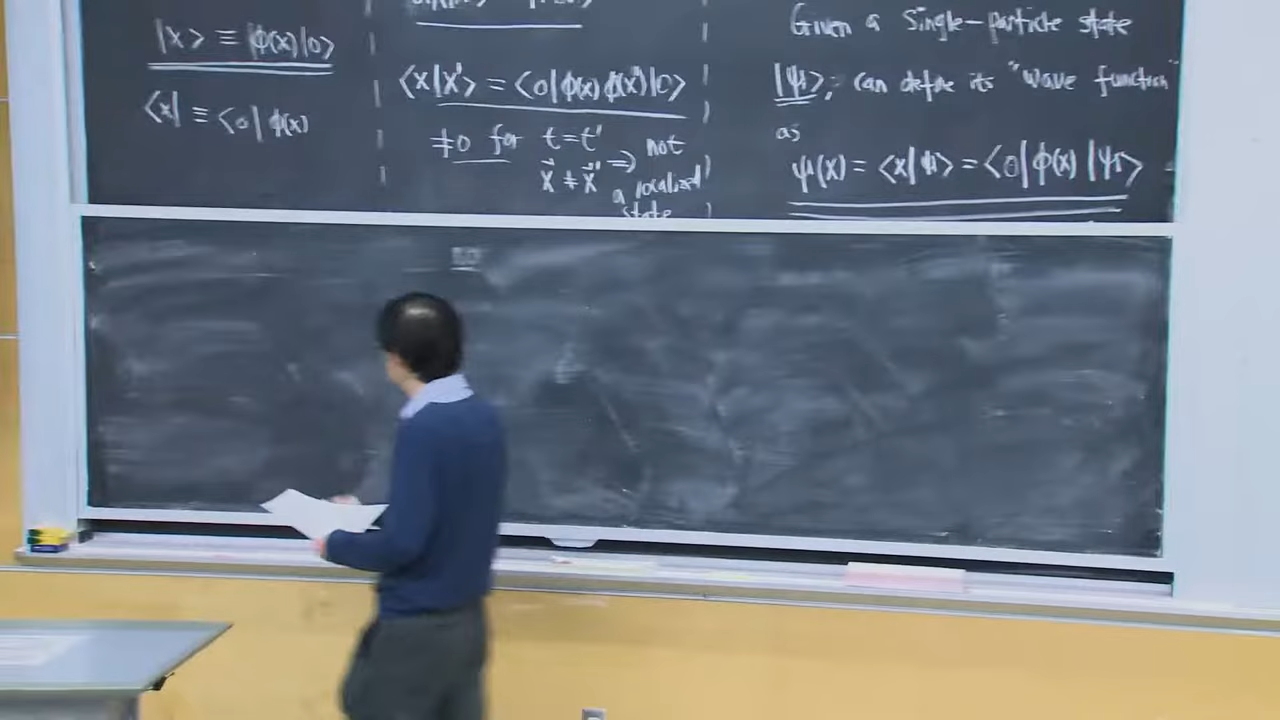 |x> ≡ |φ(x)|0>
<x| ≡ <0| φ(x)
<x|x'> = <0|φ(x) φ(x')|0>
≠0 for t=t'
x⃗ ≠ x⃗' ⇒ not
a localized
state
Given a Single-particle state
|ψ>, can define its "wave function"
as
ψ(x) = <x|ψ> = <0|φ(x)|ψ>